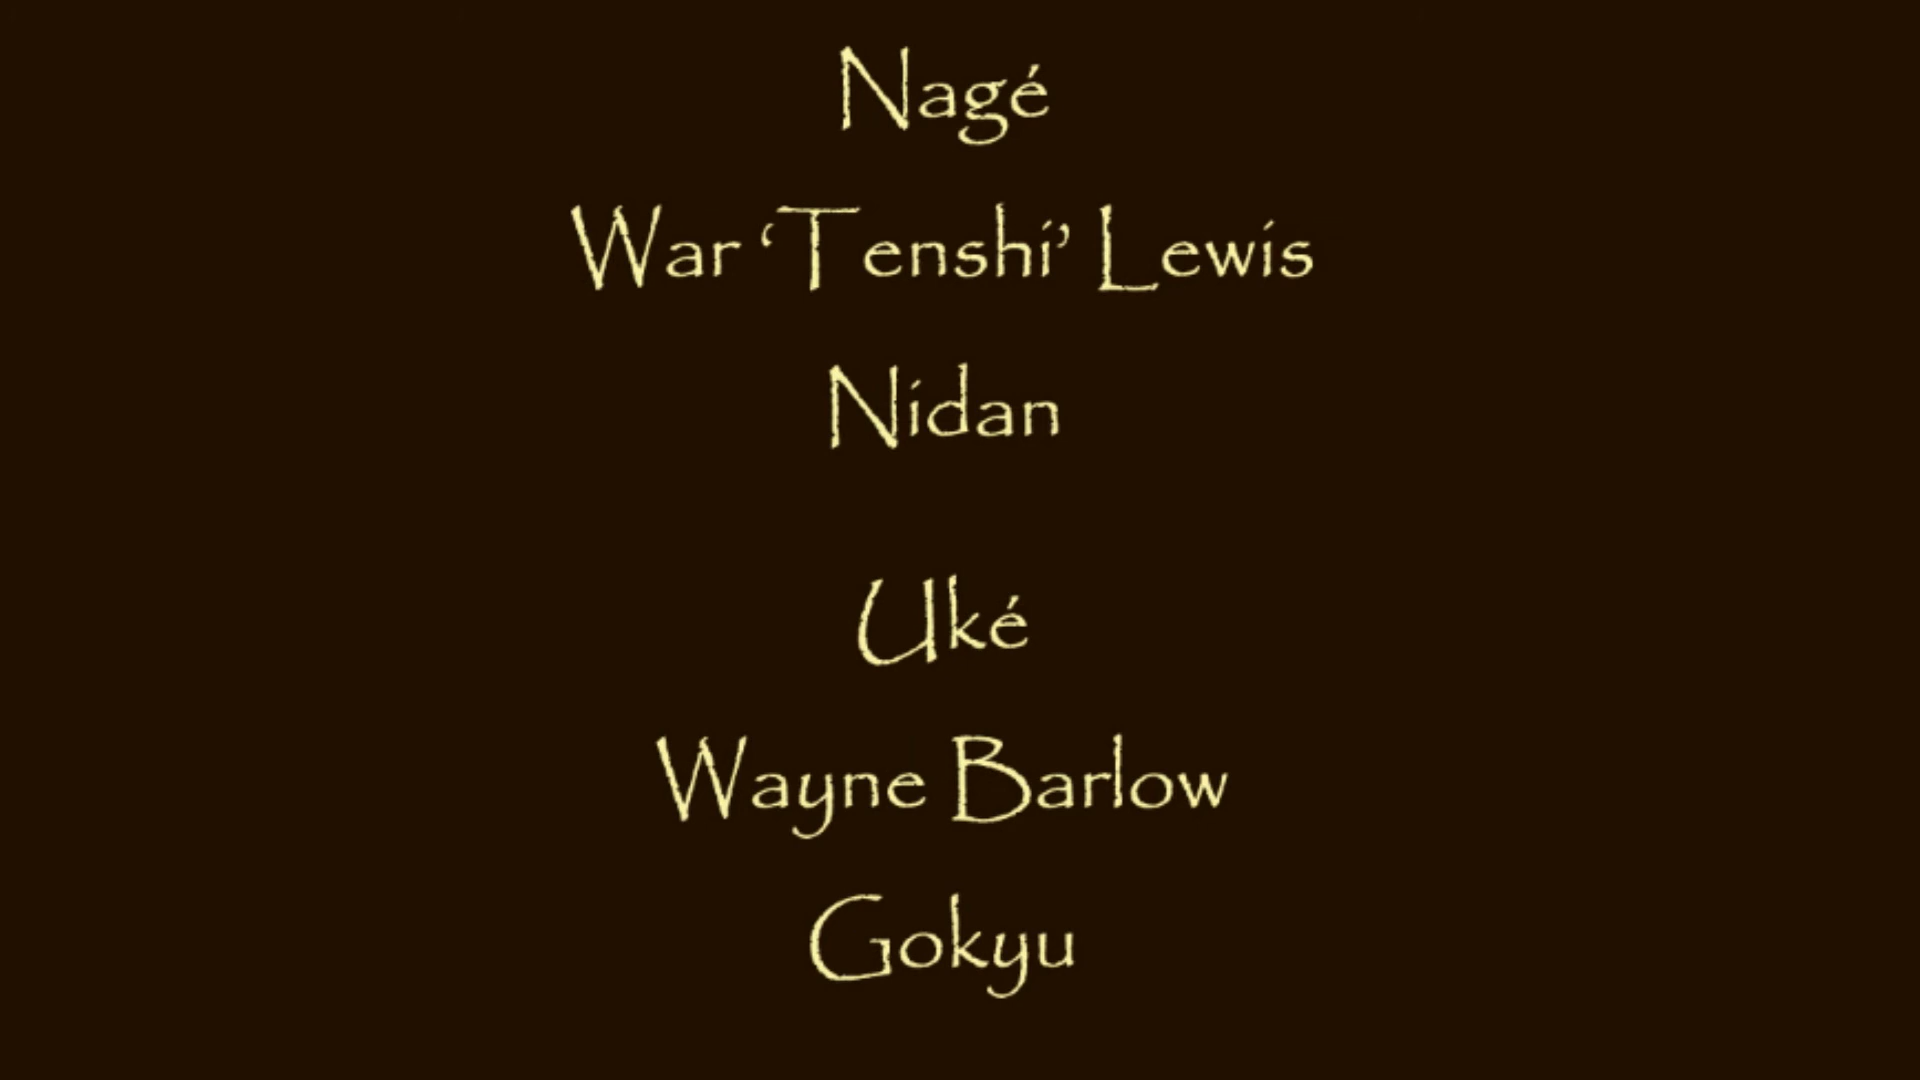 Nagé
War ‘Tenshi’ Lewis
Nidan
Uké
Wayne Barlow
Gokyu